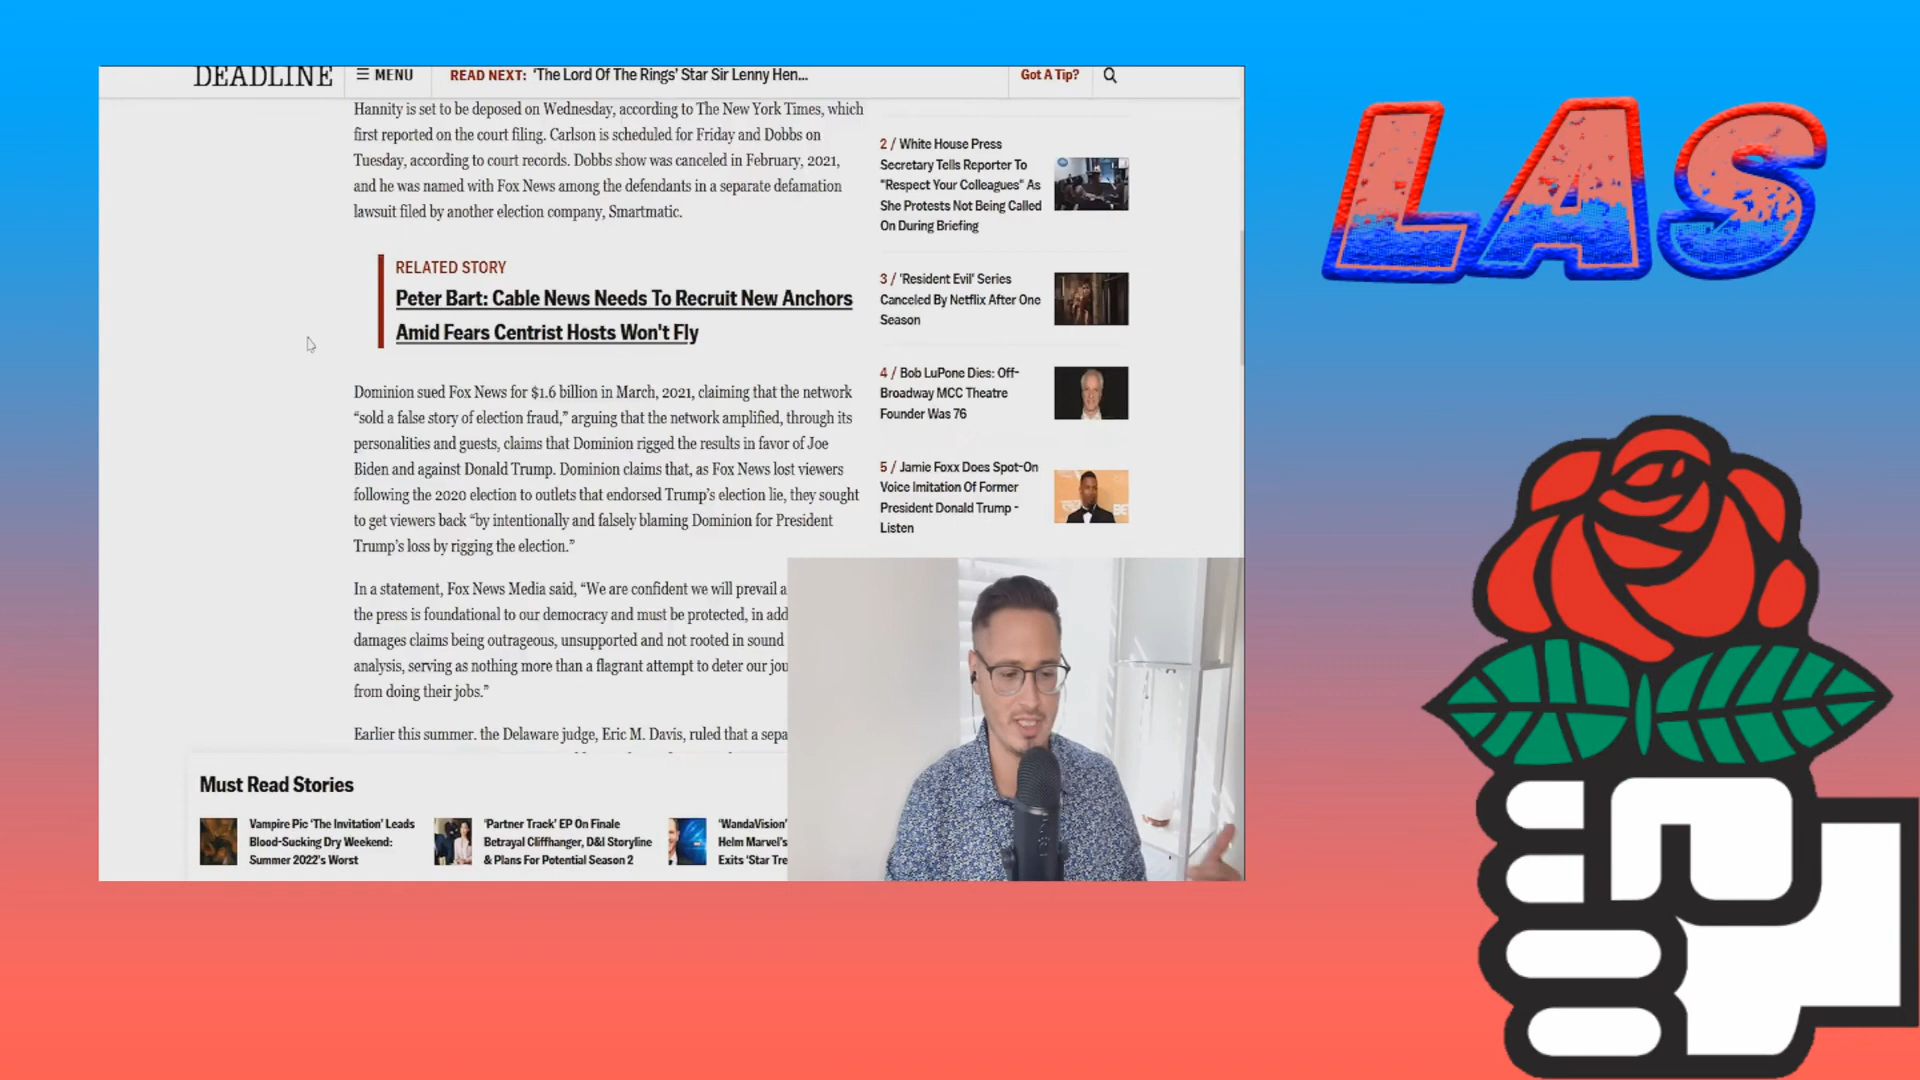 DEADLINE
MENU
READ NEXT: 'The Lord Of The Rings' Star Sir Lenny Hen...
Got A Tip?
Hannity is set to be deposed on Wednesday, according to The New York Times, which
first reported on the court filing. Carlson is scheduled for Friday and Dobbs on
Tuesday, according to court records. Dobbs show was canceled in February, 2021,
and he was named with Fox News among the defendants in a separate defamation
lawsuit filed by another election company, Smartmatic.
RELATED STORY
Peter Bart: Cable News Needs To Recruit New Anchors
Amid Fears Centrist Hosts Won't Fly
Dominion sued Fox News for $1.6 billion in March, 2021, claiming that the network
“sold a false story of election fraud,” arguing that the network amplified, through its
personalities and guests, claims that Dominion rigged the results in favor of Joe
Biden and against Donald Trump. Dominion claims that, as Fox News lost viewers
following the 2020 election to outlets that endorsed Trump's election lie, they sought
to get viewers back “by intentionally and falsely blaming Dominion for President
Trump's loss by rigging the election.”
In a statement, Fox News Media said, “We are confident we will prevail a
the press is foundational to our democracy and must be protected, in add
damages claims being outrageous, unsupported and not rooted in sound
analysis, serving as nothing more than a flagrant attempt to deter our jou
from doing their jobs.”
Earlier this summer, the Delaware judge, Eric M. Davis, ruled that a sepa
2 / White House Press
Secretary Tells Reporter To
"Respect Your Colleagues" As
She Protests Not Being Called
On During Briefing
3 / 'Resident Evil' Series
Canceled By Netflix After One
Season
4 / Bob LuPone Dies: Off-
Broadway MCC Theatre
Founder Was 76
5 / Jamie Foxx Does Spot-On
Voice Imitation Of Former
President Donald Trump -
Listen
BE
Must Read Stories
Vampire Pic 'The Invitation' Leads
Blood-Sucking Dry Weekend:
Summer 2022's Worst
'Partner Track' EP On Finale
Betrayal Cliffhanger, D&I Storyline
& Plans For Potential Season 2
'WandaVision'
Helm Marvel's
Exits 'Star Tre
LAS